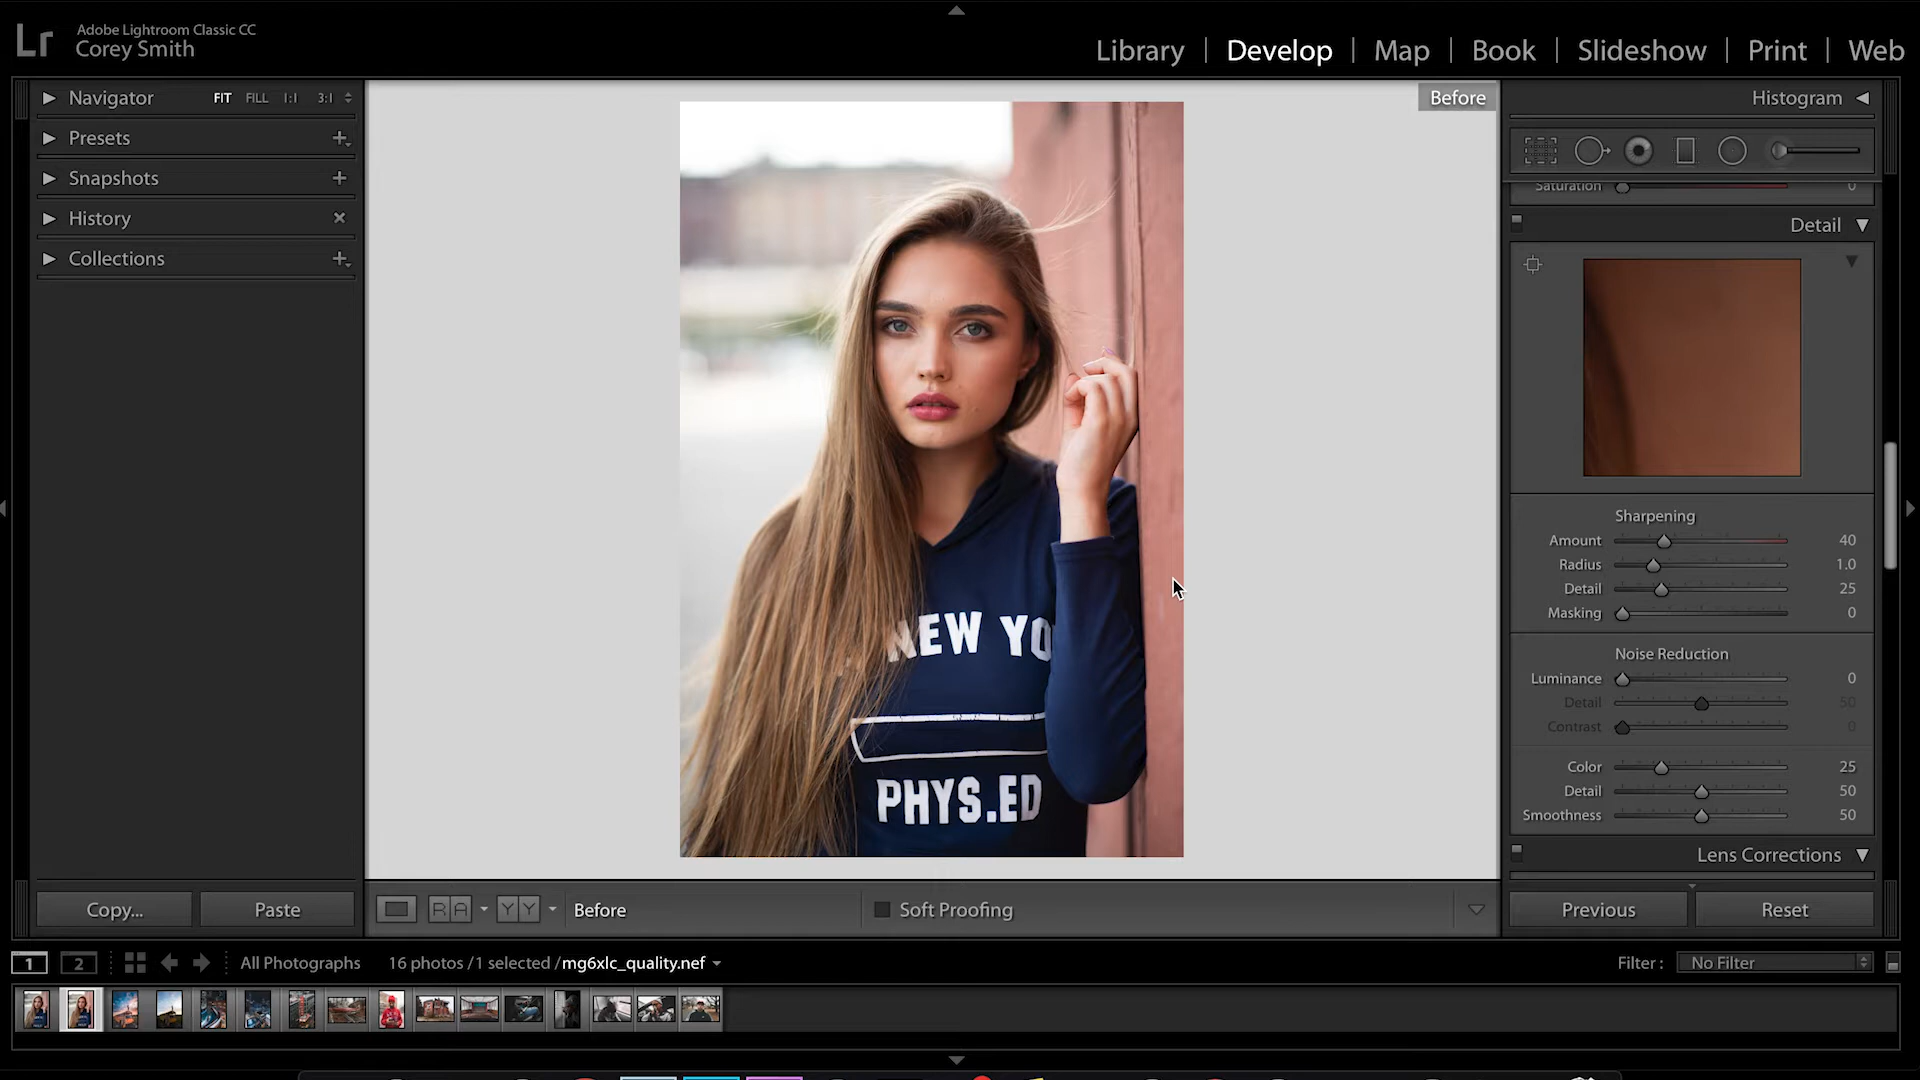 Lr
Adobe Lightroom Classic CC
Corey Smith
Library | Develop | Map | Book | Slideshow | Print | Web
Navigator FIT FILL 1:1 3:1
Presets
Snapshots
History
Collections
Before
NEW YO
PHYS.ED
Histogram
Saturation 0
Detail
Sharpening
Amount 40
Radius 1.0
Detail 25
Masking 0
Noise Reduction
Luminance 0
Detail 50
Contrast 0
Color 25
Detail 50
Smoothness 50
Lens Corrections
Copy... Paste
R A Y Y Before Soft Proofing
Previous Reset
1 2 All Photographs 16 photos /1 selected /mg6xlc_quality.nef
Filter : No Filter